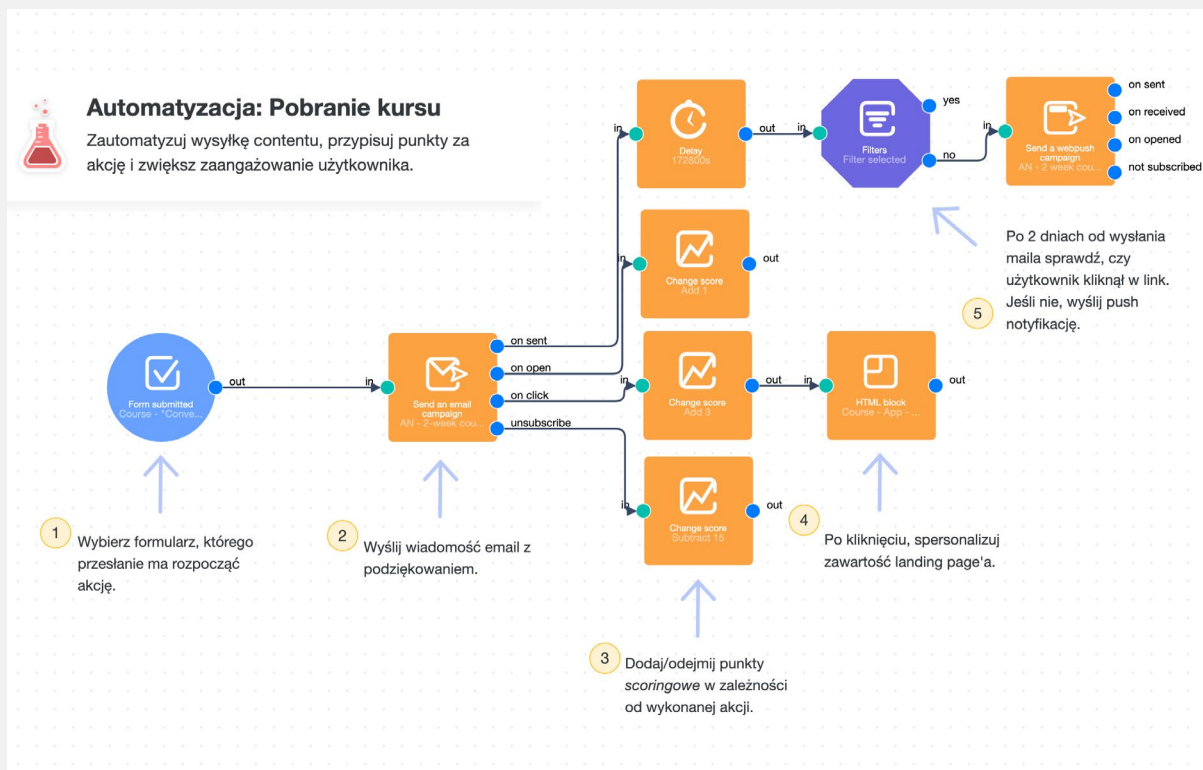 Automatyzacja: Pobranie kursu
Zautomatyzuj wysyłkę contentu, przypisuj punkty za
akcję i zwiększ zaangażowanie użytkownika.
in
Delay
172800s
out
in
Filters
Filter selected
yes
no
in
Send a webpush
campaign
AN - 2 week cou...
on sent
on received
on opened
not subscribed
in
Change score
Add 1
out
Po 2 dniach od wysłania
maila sprawdź, czy
użytkownik kliknął w link.
Jeśli nie, wyślij push
notyfikację.
5
Form submitted
Course - "Conve...
out
in
Send an email
campaign
AN - 2-week cou...
on sent
on open
on click
unsubscribe
in
Change score
Add 3
out
in
HTML block
Course - App - ...
out
in
Change score
Subtract 15
out
1
Wybierz formularz, którego
przesłanie ma rozpocząć
akcję.
2
Wyślij wiadomość email z
podziękowaniem.
4
Po kliknięciu, spersonalizuj
zawartość landing page'a.
3
Dodaj/odejmij punkty
scoringowe w zależności
od wykonanej akcji.